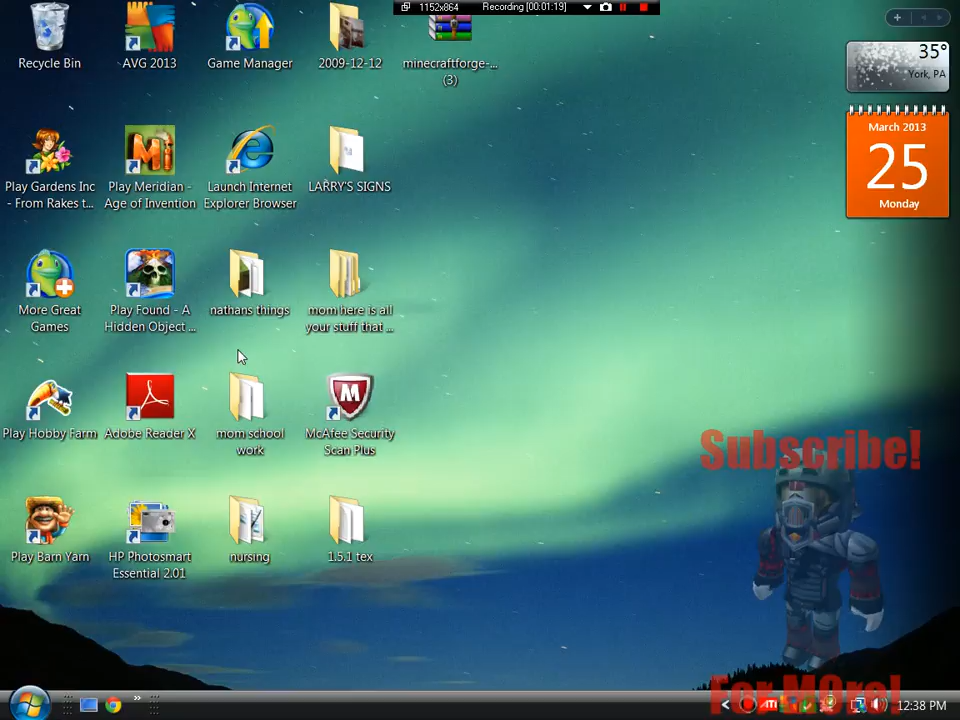 1152x864 Recording [00:01:19]
Recycle Bin
AVG 2013
Game Manager
2009-12-12
minecraftforge-...
(3)
35°
York, PA
March 2013
25
Monday
Play Gardens Inc
- From Rakes t...
Play Meridian -
Age of Invention
Launch Internet
Explorer Browser
LARRY'S SIGNS
More Great
Games
Play Found - A
Hidden Object ...
nathans things
mom here is all
your stuff that ...
Play Hobby Farm
Adobe Reader X
mom school
work
McAfee Security
Scan Plus
Subscribe!
Play Barn Yarn
HP Photosmart
Essential 2.01
nursing
1.5.1 tex
For M0re!
ATI
12:38 PM